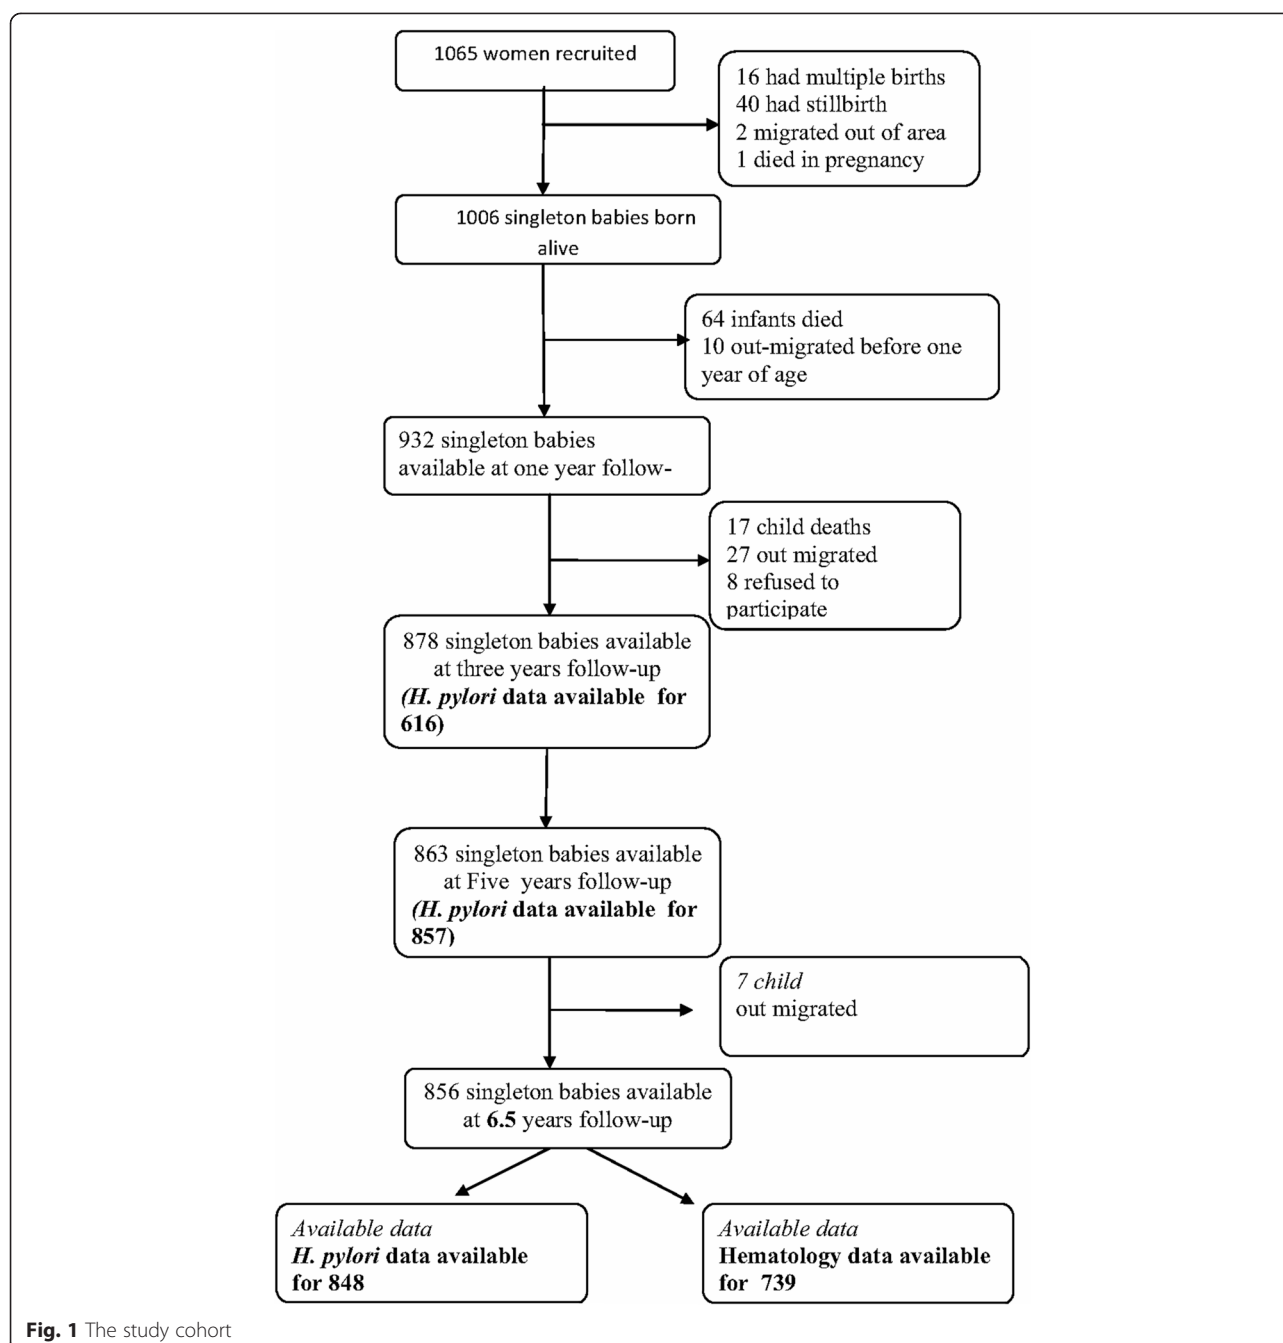 1065 women recruited
16 had multiple births
40 had stillbirth
2 migrated out of area
1 died in pregnancy
1006 singleton babies born
alive
64 infants died
10 out-migrated before one
year of age
932 singleton babies
available at one year follow-
17 child deaths
27 out migrated
8 refused to
participate
878 singleton babies available
at three years follow-up
(H. pylori data available for
616)
863 singleton babies available
at Five years follow-up
(H. pylori data available for
857)
7 child
out migrated
856 singleton babies available
at 6.5 years follow-up
Available data
H. pylori data available
for 848
Available data
Hematology data available
for 739
Fig. 1 The study cohort